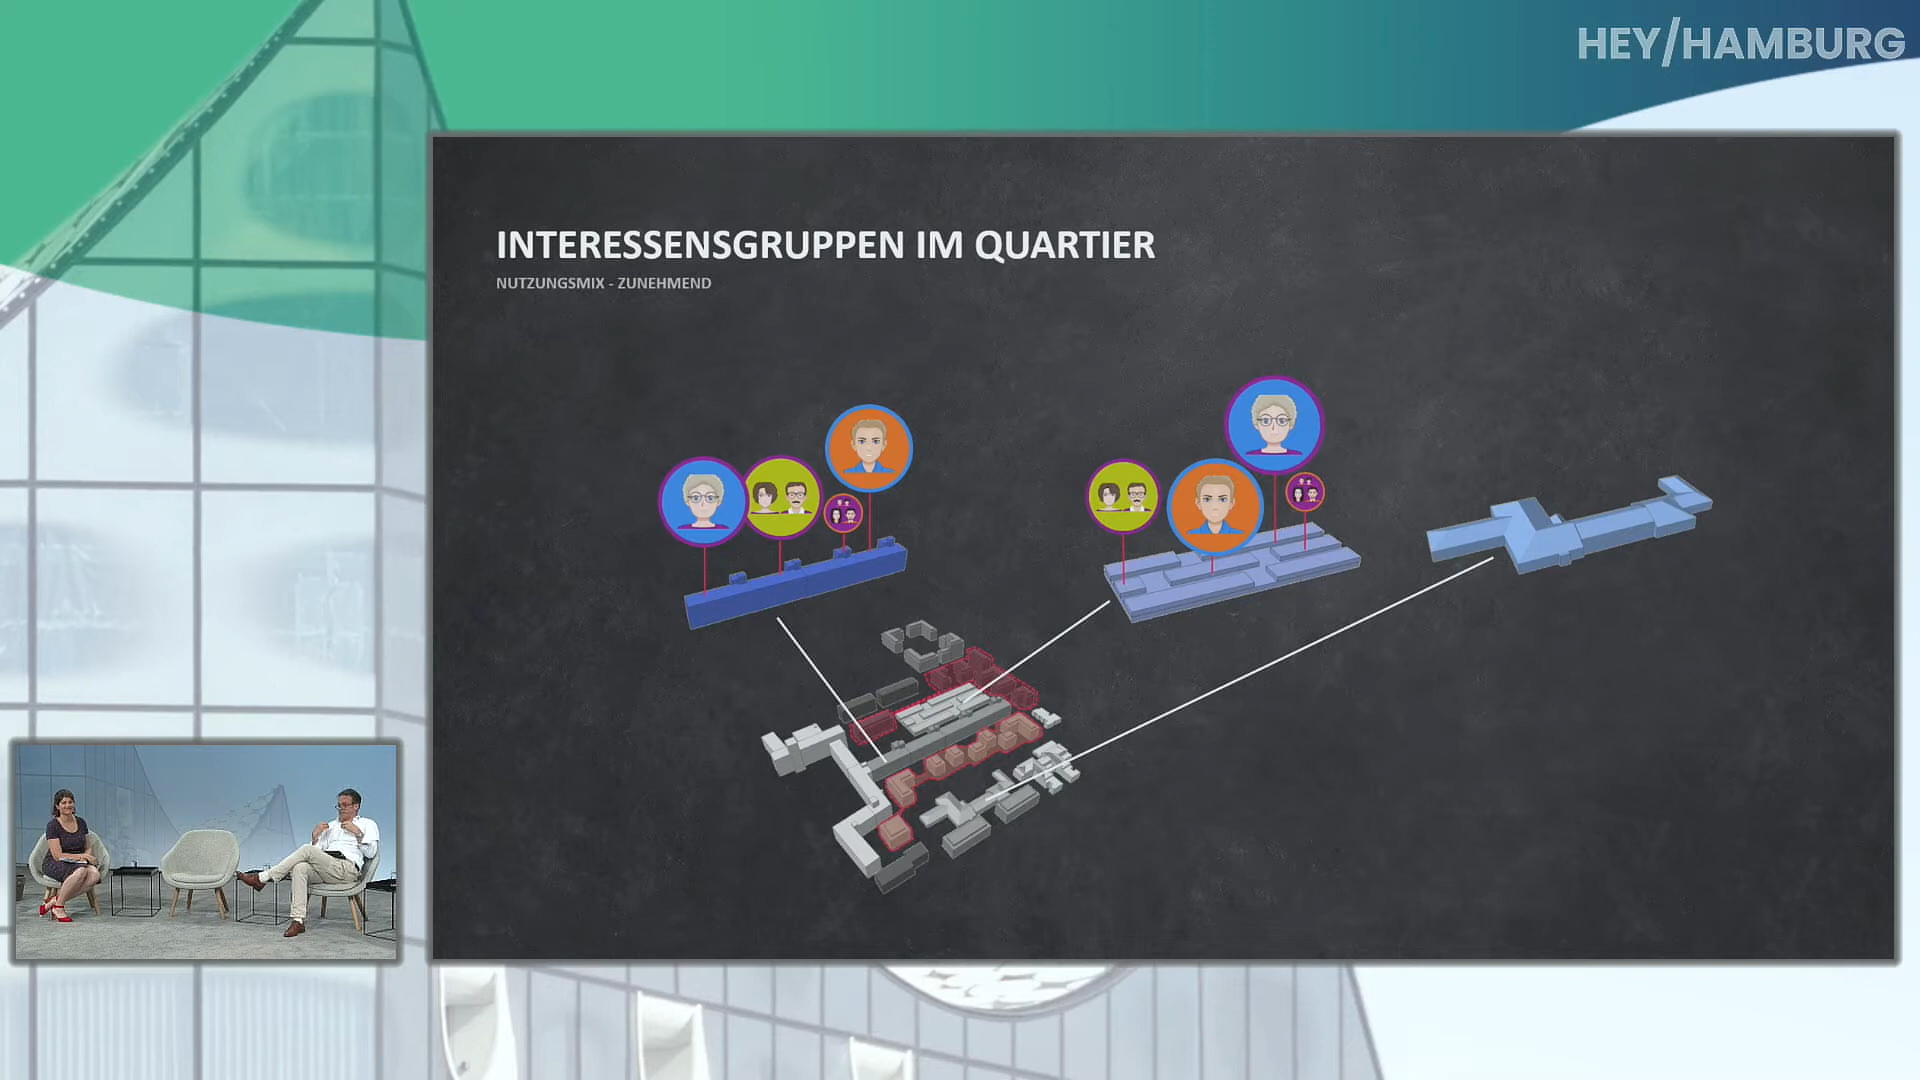 HEY/HAMBURG
INTERESSENSGRUPPEN IM QUARTIER
NUTZUNGSMIX - ZUNEHMEND